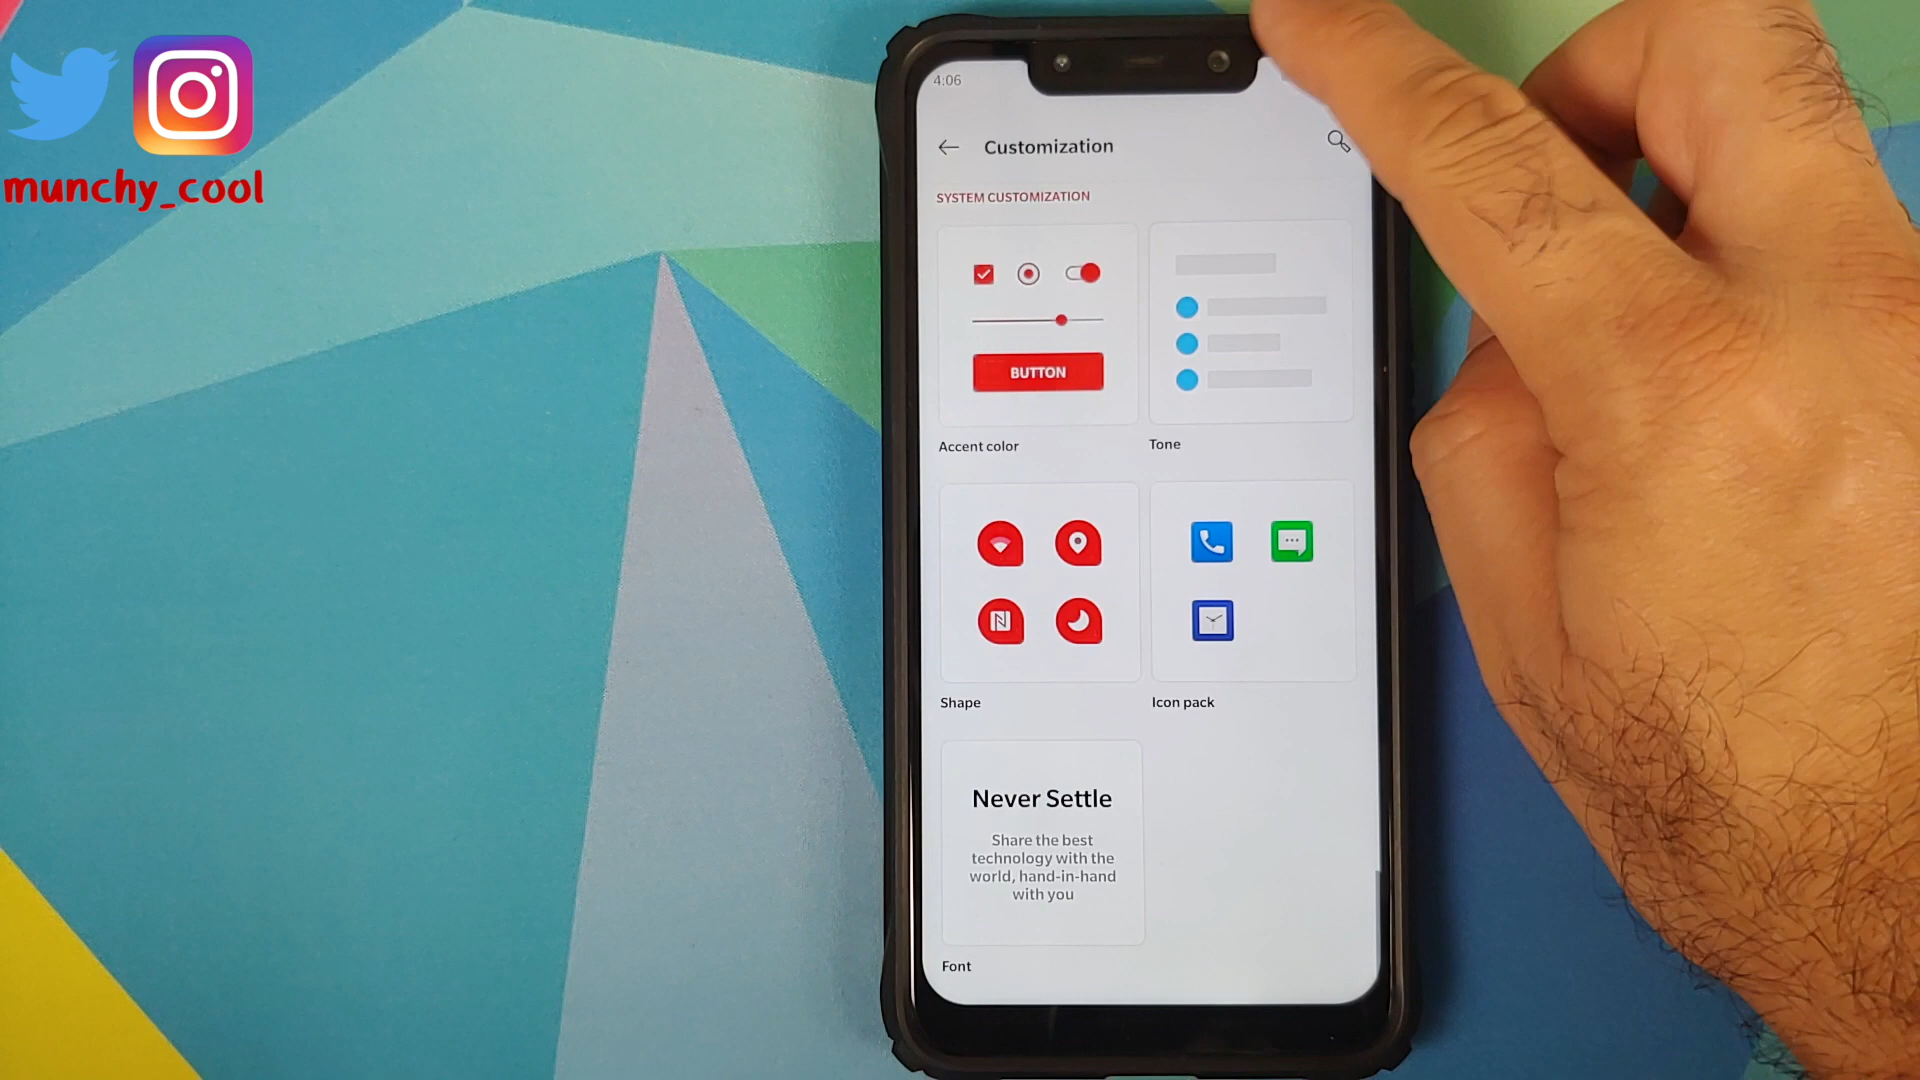 munchy_cool
4:06
Customization
SYSTEM CUSTOMIZATION
BUTTON
Accent color
Tone
Shape
Icon pack
Never Settle
Share the best
technology with the
world, hand-in-hand
with you
Font